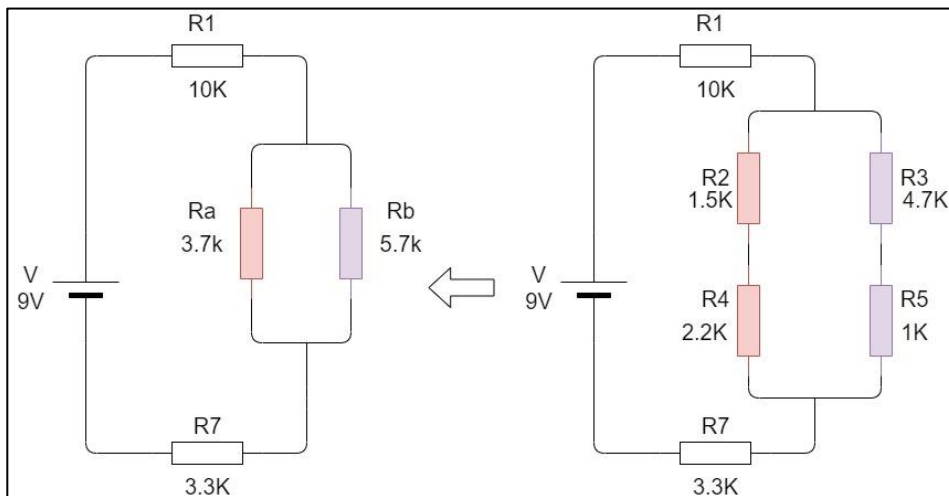 R1
10K
Ra
3.7k
Rb
5.7k
V
9V
R7
3.3K
R1
10K
R2
1.5K
R3
4.7K
R4
2.2K
R5
1K
V
9V
R7
3.3K